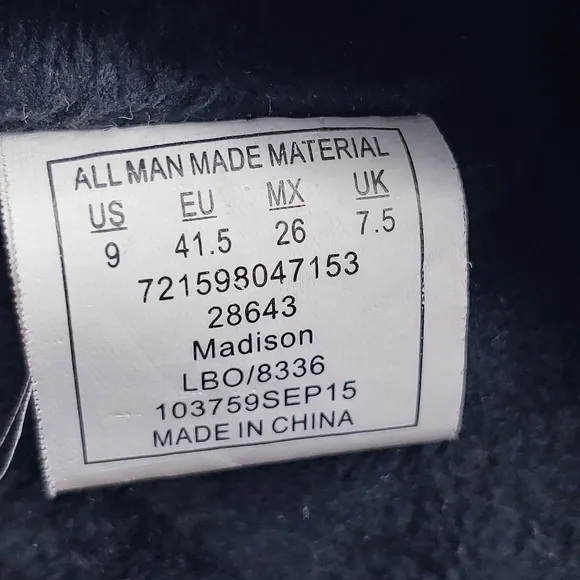 ALL MAN MADE MATERIAL
US EU MX UK
9 41.5 26 7.5
721598047153
28643
Madison
LBO/8336
103759SEP15
MADE IN CHINA